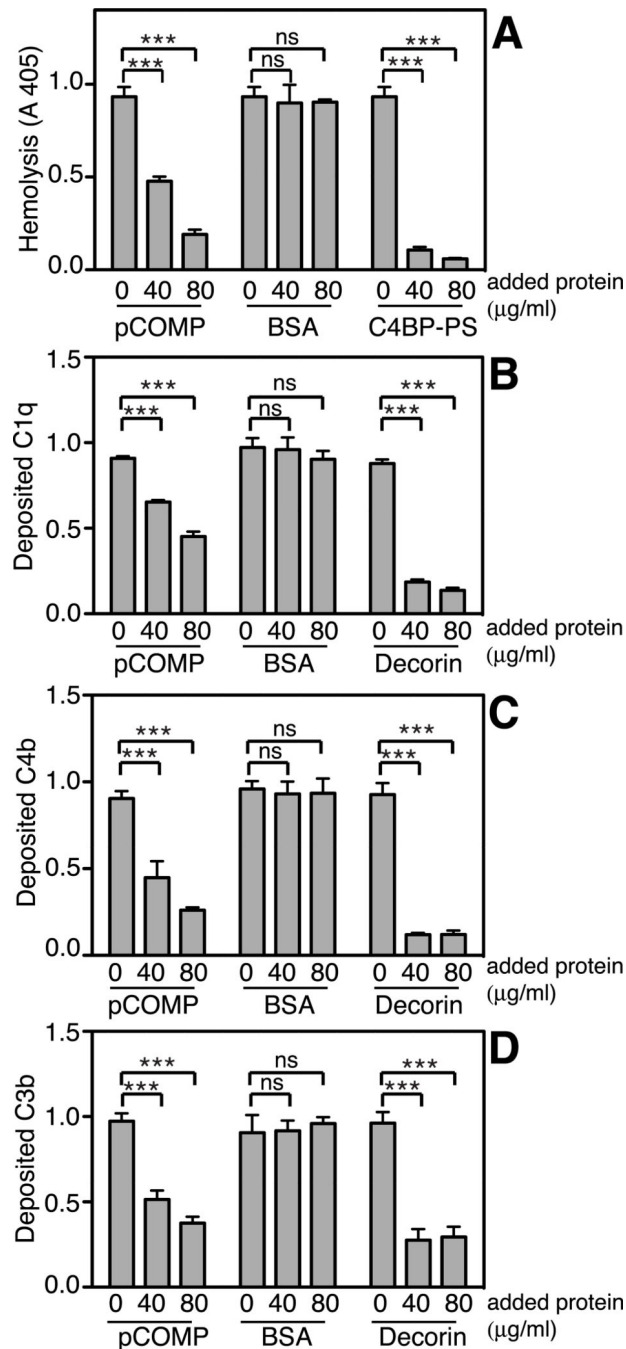 A
Hemolysis (A 405)
1.0
0.5
0.0
*** ns ***
*** ns ***
0 40 80 0 40 80 0 40 80 added protein
pCOMP BSA C4BP-PS (µg/ml)
B
Deposited C1q
1.5
1.0
0.5
0.0
*** ns ***
*** ns ***
0 40 80 0 40 80 0 40 80 added protein
pCOMP BSA Decorin (µg/ml)
C
Deposited C4b
1.5
1.0
0.5
0.0
*** ns ***
*** ns ***
0 40 80 0 40 80 0 40 80 added protein
pCOMP BSA Decorin (µg/ml)
D
Deposited C3b
1.5
1.0
0.5
0.0
*** ns ***
*** ns ***
0 40 80 0 40 80 0 40 80 added protein
pCOMP BSA Decorin (µg/ml)